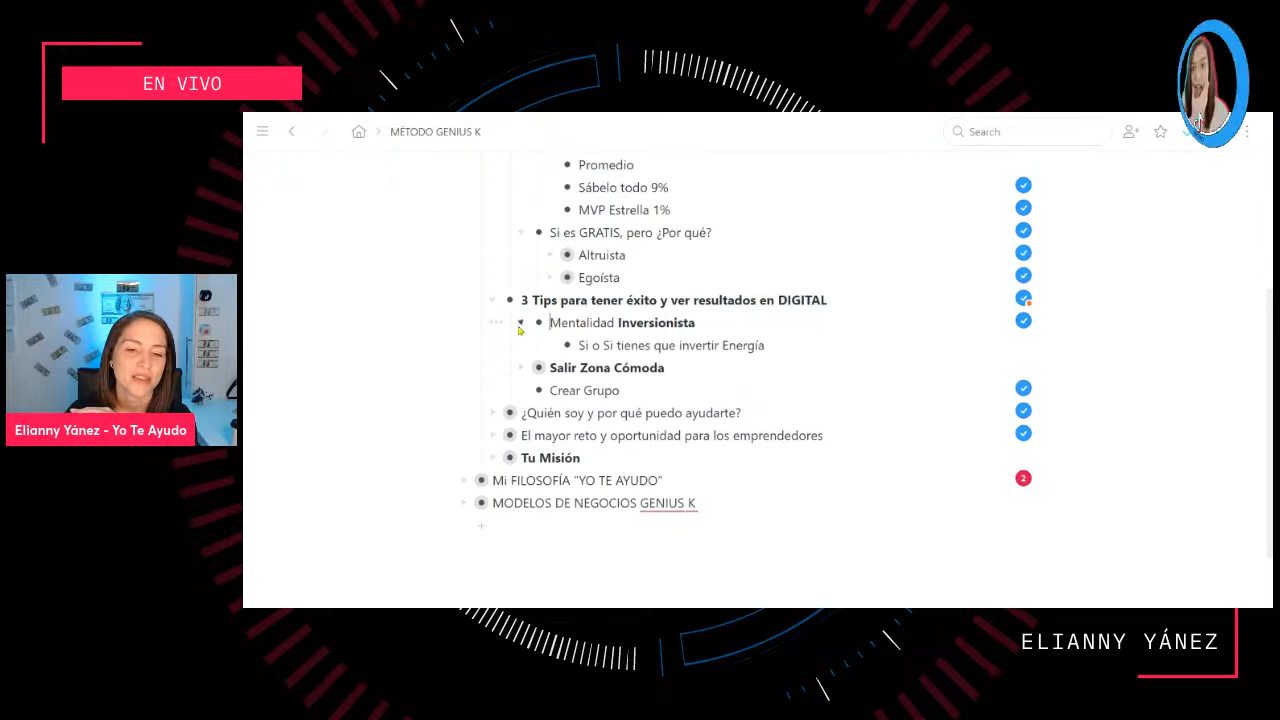 EN VIVO
MÉTODO GENIUS K
Search
Promedio
Sábelo todo 9%
MVP Estrella 1%
Si es GRATIS, pero ¿Por qué?
Altruista
Egoísta
3 Tips para tener éxito y ver resultados en DIGITAL
Mentalidad Inversionista
Si o Si tienes que invertir Energía
Salir Zona Cómoda
Crear Grupo
¿Quién soy y por qué puedo ayudarte?
El mayor reto y oportunidad para los emprendedores
Tu Misión
Mi FILOSOFÍA "YO TE AYUDO"
2
MODELOS DE NEGOCIOS GENIUS K
Elianny Yánez - Yo Te Ayudo
ELIANNY YÁNEZ